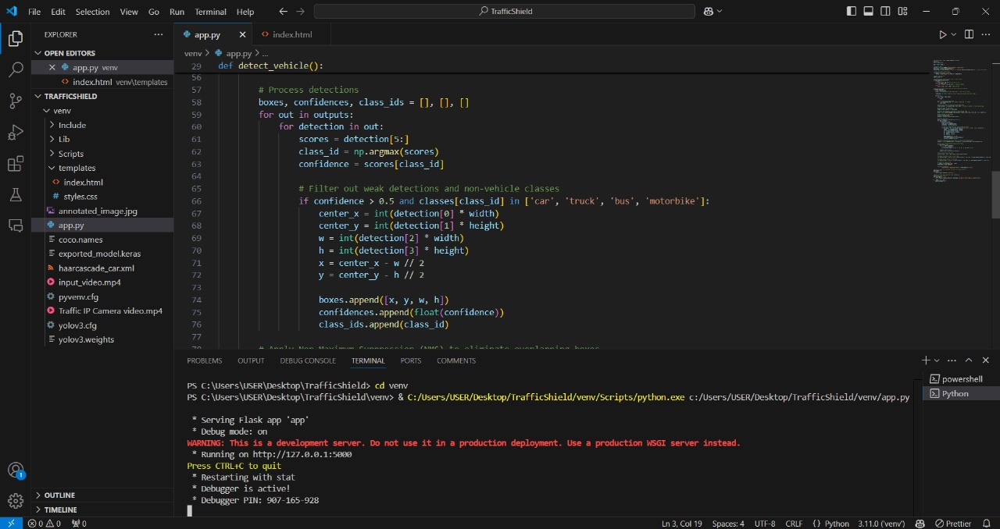 File Edit Selection View Go Run Terminal Help
TrafficShield
EXPLORER
OPEN EDITORS
app.py venv
index.html venv\templates
TRAFFICSHIELD
venv
Include
Lib
Scripts
templates
index.html
# styles.css
annotated_image.jpg
app.py
coco.names
exported_model.keras
haarcascade_car.xml
input_video.mp4
pyvenv.cfg
Traffic IP Camera video.mp4
yolov3.cfg
yolov3.weights
OUTLINE
TIMELINE
app.py
index.html
venv > app.py > ...
29 def detect_vehicle():
56
57 # Process detections
58 boxes, confidences, class_ids = [], [], []
59 for out in outputs:
60 for detection in out:
61 scores = detection[5:]
62 class_id = np.argmax(scores)
63 confidence = scores[class_id]
64
65 # Filter out weak detections and non-vehicle classes
66 if confidence > 0.5 and classes[class_id] in ['car', 'truck', 'bus', 'motorbike']:
67 center_x = int(detection[0] * width)
68 center_y = int(detection[1] * height)
69 w = int(detection[2] * width)
70 h = int(detection[3] * height)
71 x = center_x - w // 2
72 y = center_y - h // 2
73
74 boxes.append([x, y, w, h])
75 confidences.append(float(confidence))
76 class_ids.append(class_id)
77
78 # Apply Non-Maximum Suppression (NMS) to eliminate overlapping boxes
PROBLEMS OUTPUT DEBUG CONSOLE TERMINAL PORTS COMMENTS
PS C:\Users\USER\Desktop\TrafficShield> cd venv
PS C:\Users\USER\Desktop\TrafficShield\venv> & C:/Users/USER/Desktop/TrafficShield/venv/Scripts/python.exe c:/Users/USER/Desktop/TrafficShield/venv/app.py
* Serving Flask app 'app'
* Debug mode: on
WARNING: This is a development server. Do not use it in a production deployment. Use a production WSGI server instead.
* Running on http://127.0.0.1:5000
Press CTRL+C to quit
* Restarting with stat
* Debugger is active!
* Debugger PIN: 907-165-928
powershell
Python
1
0 0 0
Ln 3, Col 19 Spaces: 4 UTF-8 CRLF {} Python 3.11.0 ('venv') Prettier